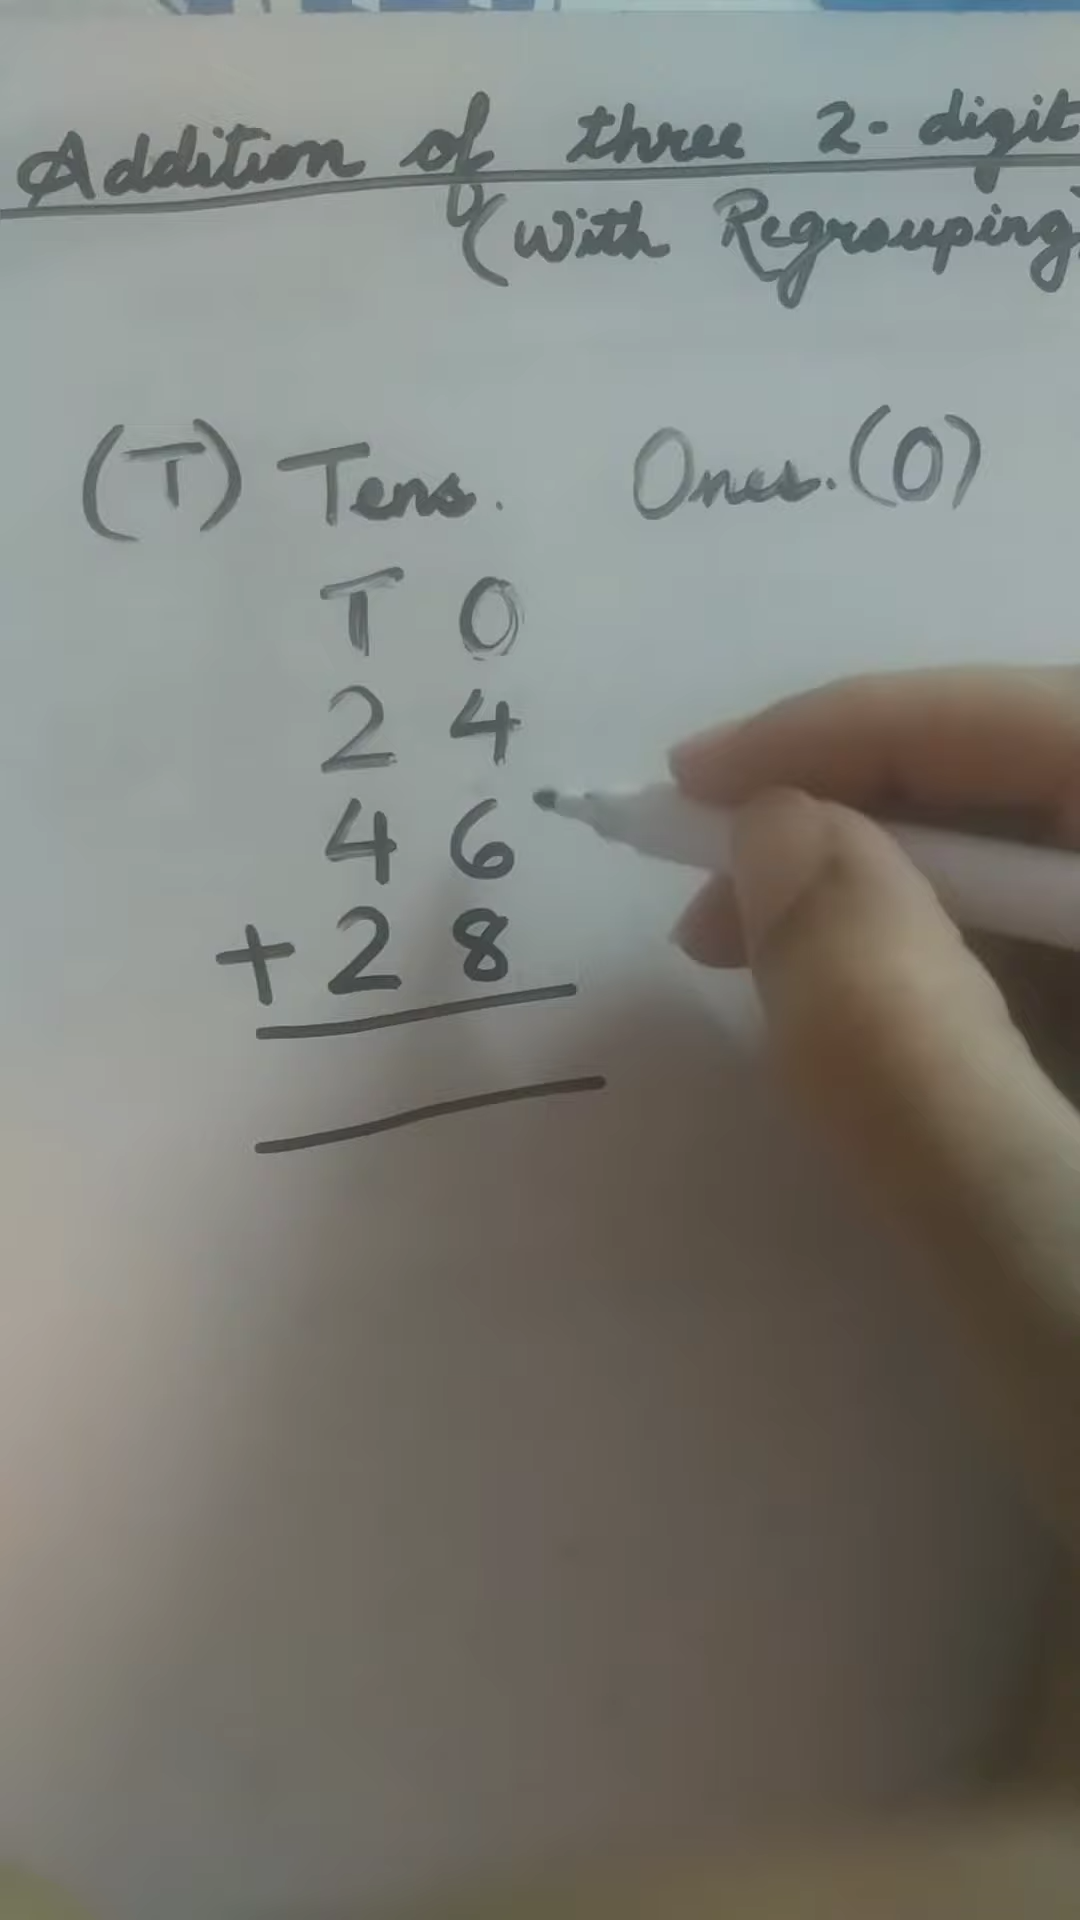 Addition of three 2-digit
(With Regrouping)
(T) Tens. Ones. (O)
T O
2 4
4 6
+ 2 8